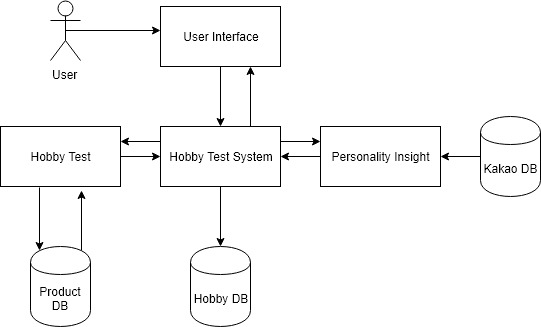 User Interface
User
Hobby Test
Hobby Test System
Personality Insight
Kakao DB
Product
DB
Hobby DB